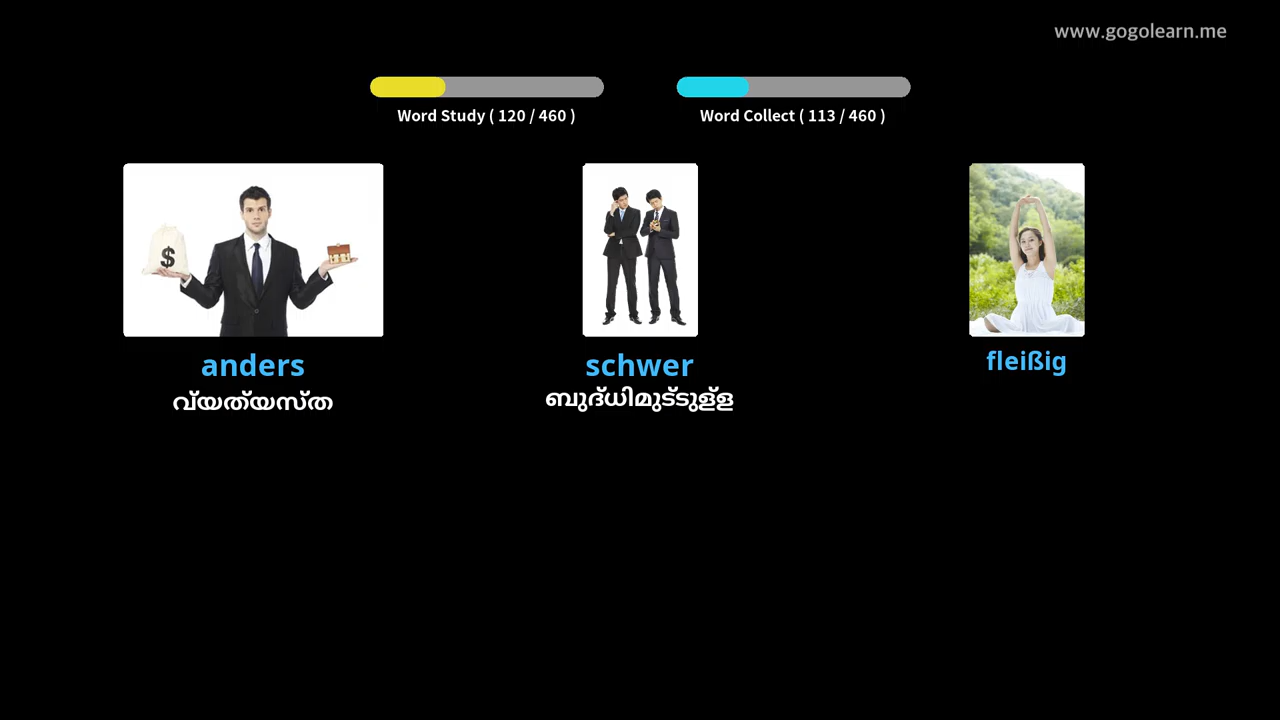 www.gogolearn.me
Word Study ( 120 / 460 )
Word Collect ( 113 / 460 )
$
anders
schwer
fleißig
വ്യത്യസ്ത
ബുദ്ധിമുട്ടുള്ള